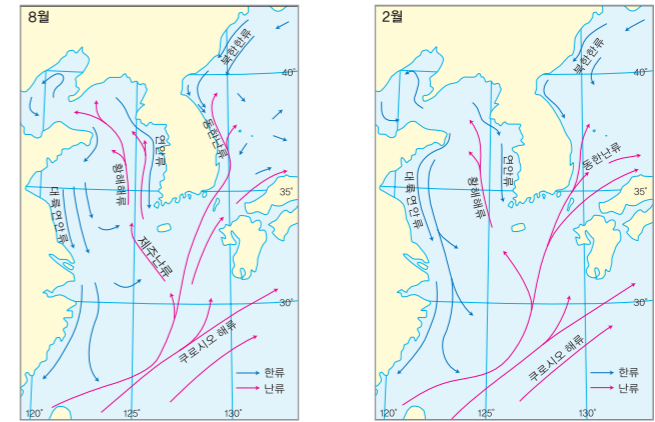 8월
북한한류
40°
동한난류
연안류
황해해류
대륙연안류
35°
제주난류
30°
쿠로시오 해류
한류
난류
120°
125°
130°
2월
북한한류
40°
동한난류
연안류
황해해류
대륙연안류
35°
30°
쿠로시오 해류
한류
난류
120°
125°
130°